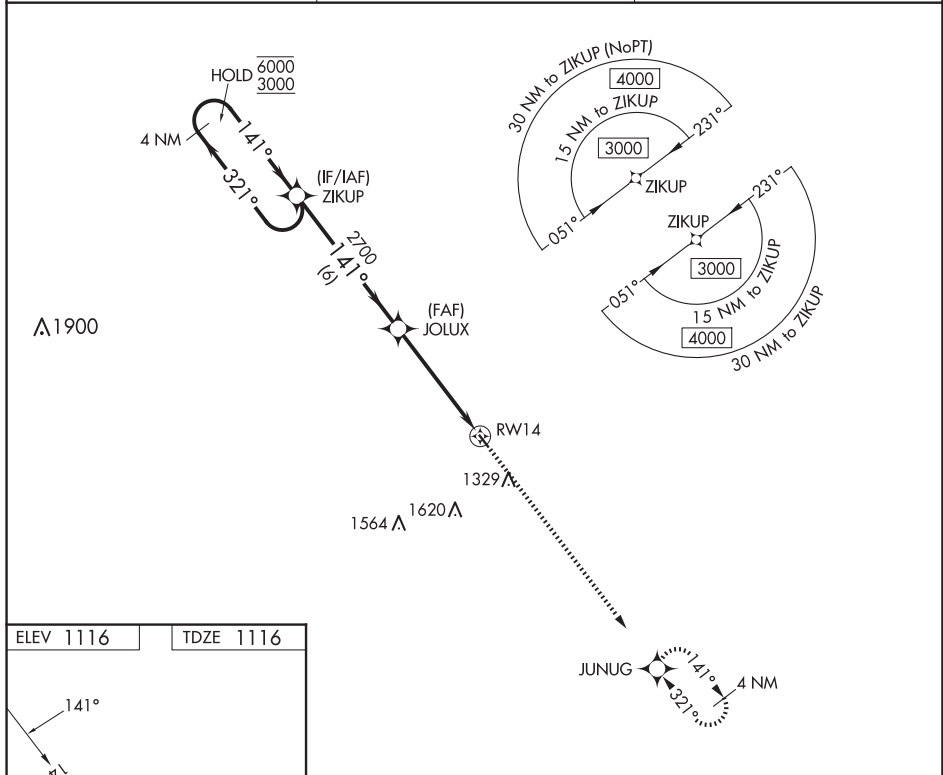 HOLD 6000
3000
4 NM
141°
321°
(IF/IAF)
ZIKUP
2700
141°
(6)
(FAF)
JOLUX
RW14
1900
1329
1620
1564
JUNUG
141°
321°
4 NM
30 NM to ZIKUP (NoPT)
4000
15 NM to ZIKUP
3000
231°
ZIKUP
051°
231°
ZIKUP
3000
051°
15 NM to ZIKUP
4000
30 NM to ZIKUP
ELEV 1116
TDZE 1116
141°